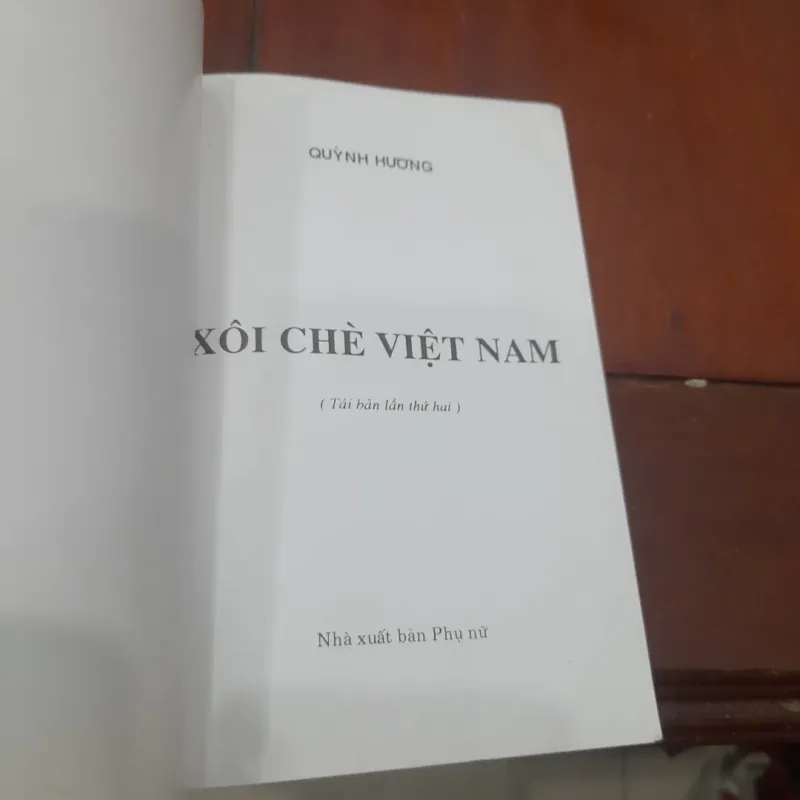 QUỲNH HƯƠNG
XÔI CHÈ VIỆT NAM
( Tái bản lần thứ hai )
Nhà xuất bản Phụ nữ